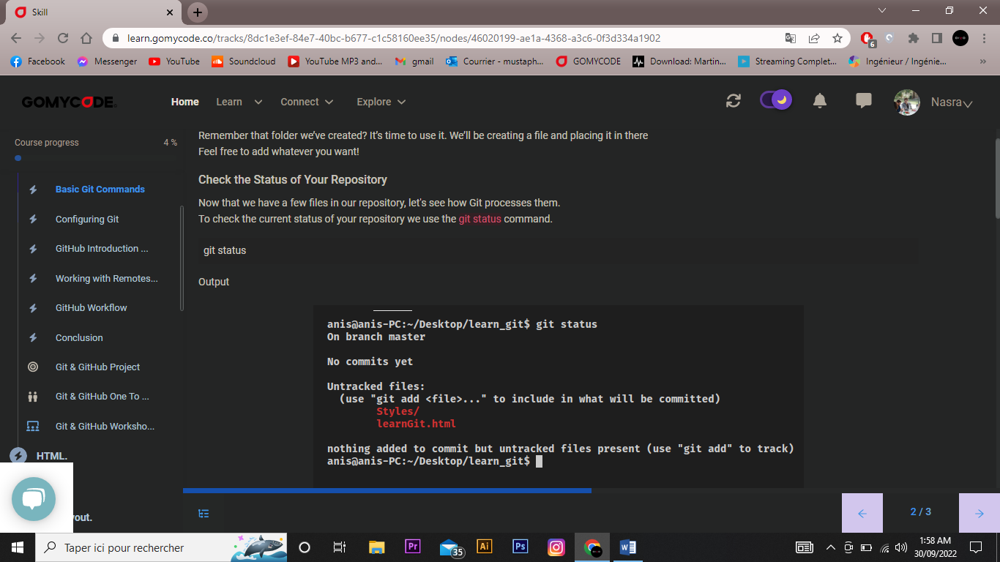 Skill
learn.gomycode.co/tracks/8dc1e3ef-84e7-40bc-b677-c1c58160ee35/nodes/46020199-ae1a-4368-a3c6-0f3d334a1902
6
Facebook
Messenger
YouTube
Soundcloud
YouTube MP3 and...
gmail
Courrier - mustaph...
GOMYCODE
Download: Martin...
Streaming Complet...
Ingénieur / Ingénie...
»
GOMYCODE
Home
Learn
Connect
Explore
Nasra
Course progress
4 %
Basic Git Commands
Configuring Git
GitHub Introduction ...
Working with Remotes...
GitHub Workflow
Conclusion
Git & GitHub Project
Git & GitHub One To ...
Git & GitHub Worksho...
HTML.
yout.
Remember that folder we’ve created? It’s time to use it. We’ll be creating a file and placing it in there
Feel free to add whatever you want!
Check the Status of Your Repository
Now that we have a few files in our repository, let's see how Git processes them.
To check the current status of your repository we use the git status command.
git status
Output
anis@anis-PC:~/Desktop/learn_git$ git status
On branch master
No commits yet
Untracked files:
(use "git add <file>..." to include in what will be committed)
Styles/
learnGit.html
nothing added to commit but untracked files present (use "git add" to track)
anis@anis-PC:~/Desktop/learn_git$
2 / 3
Taper ici pour rechercher
Pr
35
Ai
Ps
W
1:58 AM
30/09/2022